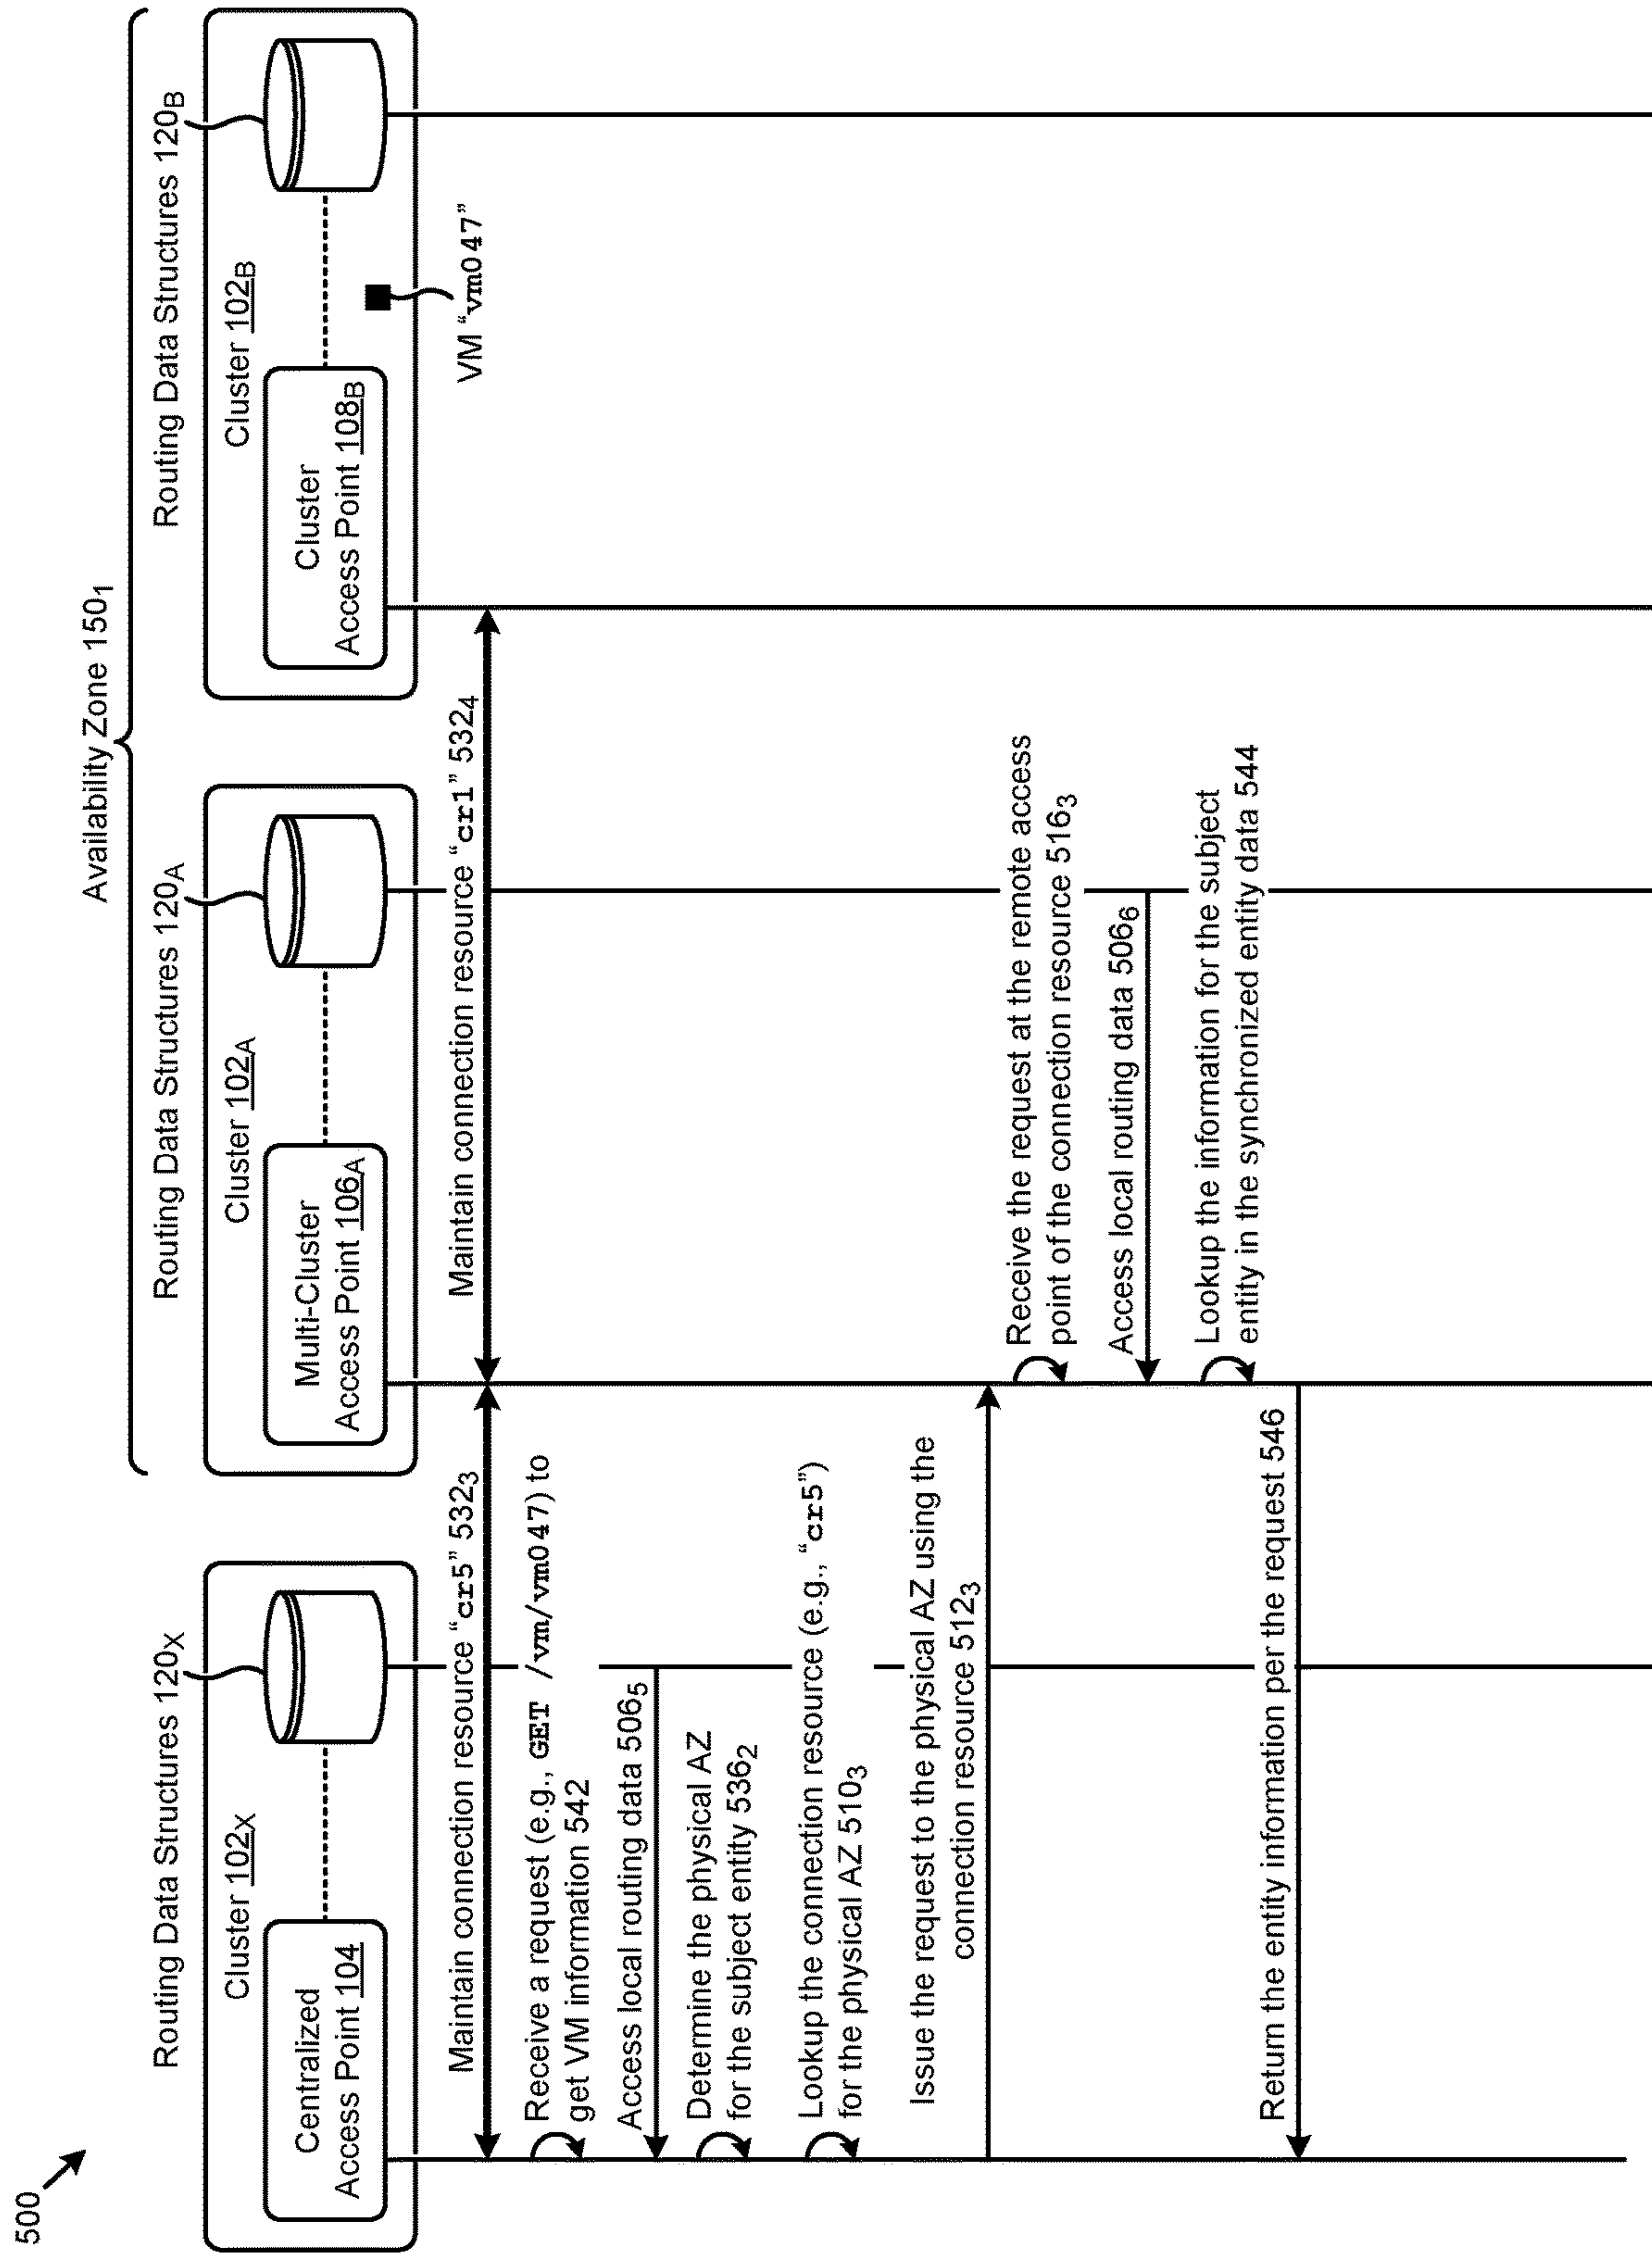 500
Availability Zone 150₁
Routing Data Structures 120X
Routing Data Structures 120A
Routing Data Structures 120B
Cluster 102X
Cluster 102A
Cluster 102B
Centralized
Access Point 104
Multi-Cluster
Access Point 106A
Cluster
Access Point 108B
VM “vm047”
Maintain connection resource “cr5” 532₃
Maintain connection resource “cr1” 532₄
Receive a request (e.g., GET /vm/vm047) to
get VM information 542
Access local routing data 506₅
Determine the physical AZ
for the subject entity 536₂
Lookup the connection resource (e.g., “cr5”)
for the physical AZ 510₃
Issue the request to the physical AZ using the
connection resource 512₃
Receive the request at the remote access
point of the connection resource 516₃
Access local routing data 506₆
Lookup the information for the subject
entity in the synchronized entity data 544
Return the entity information per the request 546